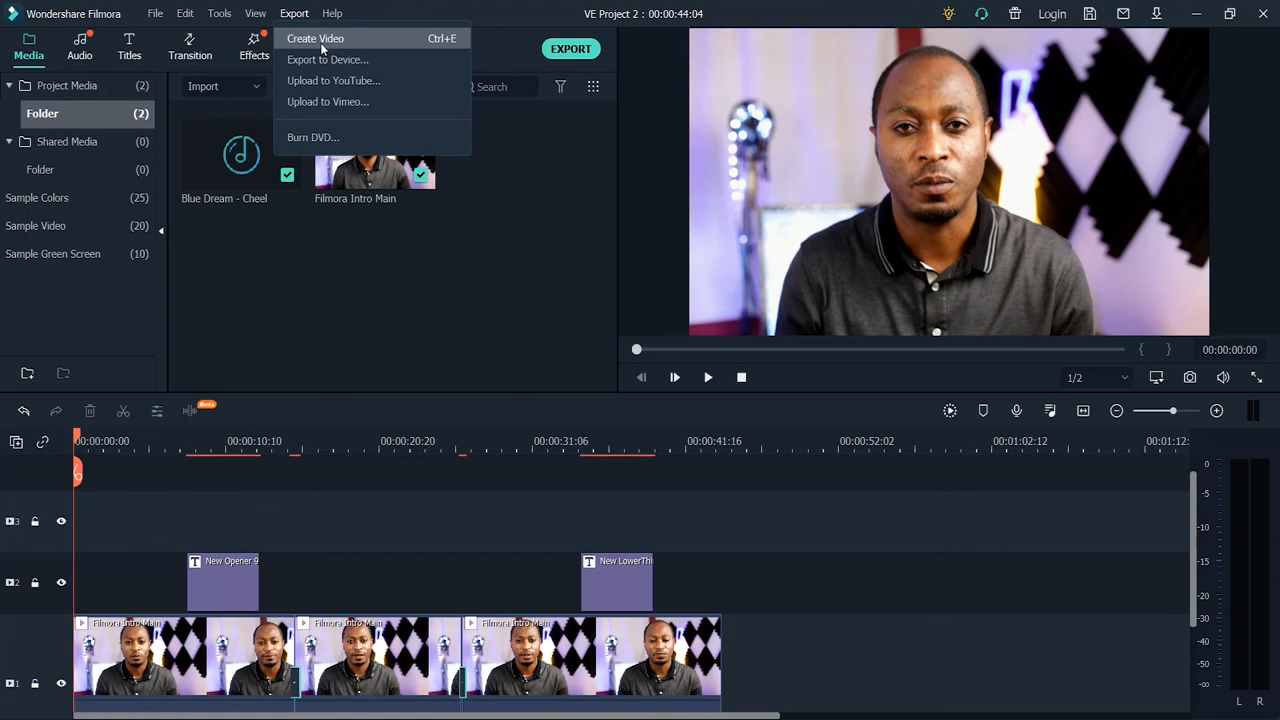 Wondershare Filmora File Edit Tools View Export Help VE Project 2 : 00:00:44:04 Login
Media Audio Titles Transition Effects EXPORT
Create Video Ctrl+E
Export to Device...
Upload to YouTube...
Upload to Vimeo...
Burn DVD...
Project Media (2)
Folder (2)
Shared Media (0)
Folder (0)
Sample Colors (25)
Sample Video (20)
Sample Green Screen (10)
Import Search
Blue Dream - Cheel Filmora Intro Main
00:00:00:00
1/2
Beta
00:00:00:00 00:00:10:10 00:00:20:20 00:00:31:06 00:00:41:16 00:00:52:02 00:01:02:12 00:01:12:
3
T New Opener 9 T New LowerThi
2
Filmora Intro Main Filmora Intro Main Filmora Intro Main
1
0
-5
-10
-15
-20
-30
-40
-50
-∞
L R